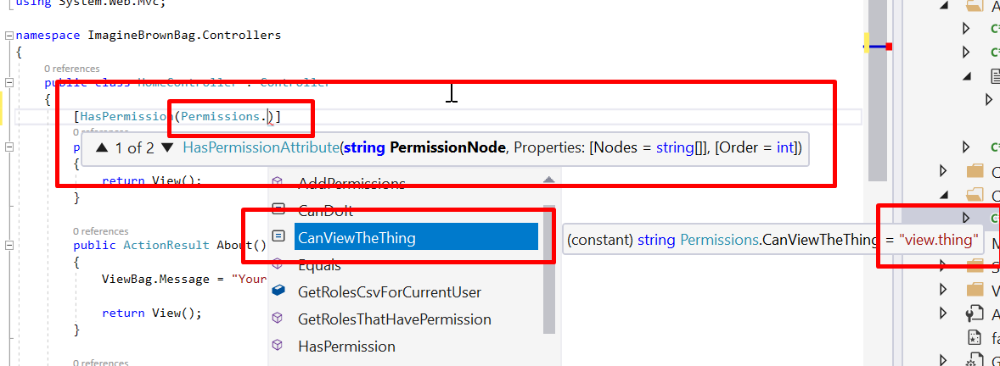 using System.Web.Mvc;
namespace ImagineBrownBag.Controllers
{
0 references
public class HomeController : Controller
{
[HasPermission(Permissions.)]
1 of 2 HasPermissionAttribute(string PermissionNode, Properties: [Nodes = string[]], [Order = int])
{
return View();
}
AddPermissions
CanDoIt
CanViewTheThing
(constant) string Permissions.CanViewTheThing = "view.thing"
Equals
GetRolesCsvForCurrentUser
GetRolesThatHavePermission
HasPermission
0 references
public ActionResult About()
{
ViewBag.Message = "Your
return View();
}
0 references